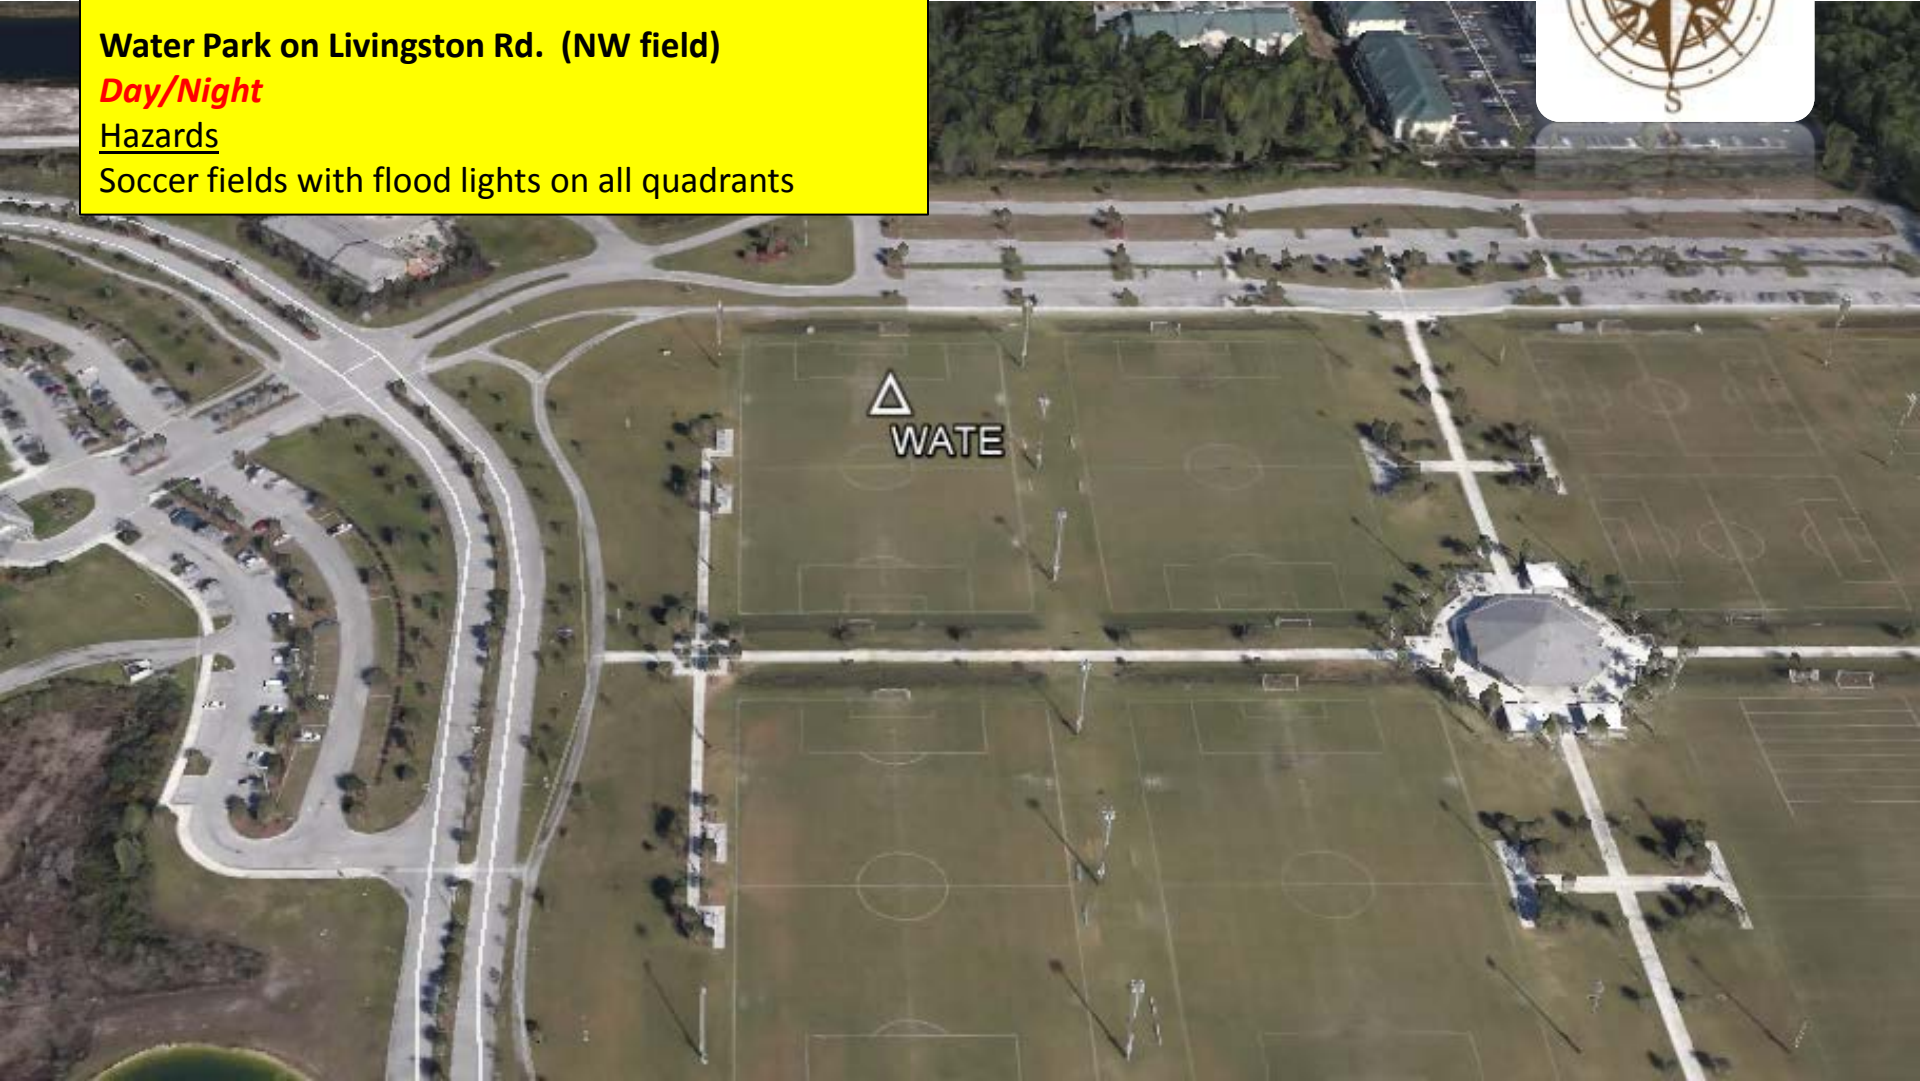 Water Park on Livingston Rd.  (NW field)
Day/Night
Hazards
Soccer fields with flood lights on all quadrants
S
WATE